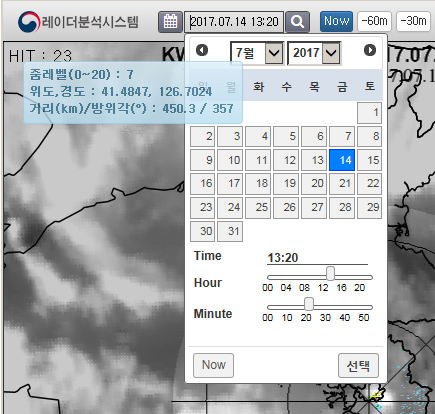 레이더분석시스템
2017.07.14 13:20
Now
-60m
-30m
HIT : 23
KW
17.07
줌레벨(0~20) : 7
위도,경도 : 41.4847, 126.7024
거리(km)/방위각(°) : 450.3 / 357
7월
2017
일 월 화 수 목 금 토
1
2 3 4 5 6 7 8
9 10 11 12 13 14 15
16 17 18 19 20 21 22
23 24 25 26 27 28 29
30 31
Time 13:20
Hour
00 04 08 12 16 20
Minute
00 10 20 30 40 50
Now
선택